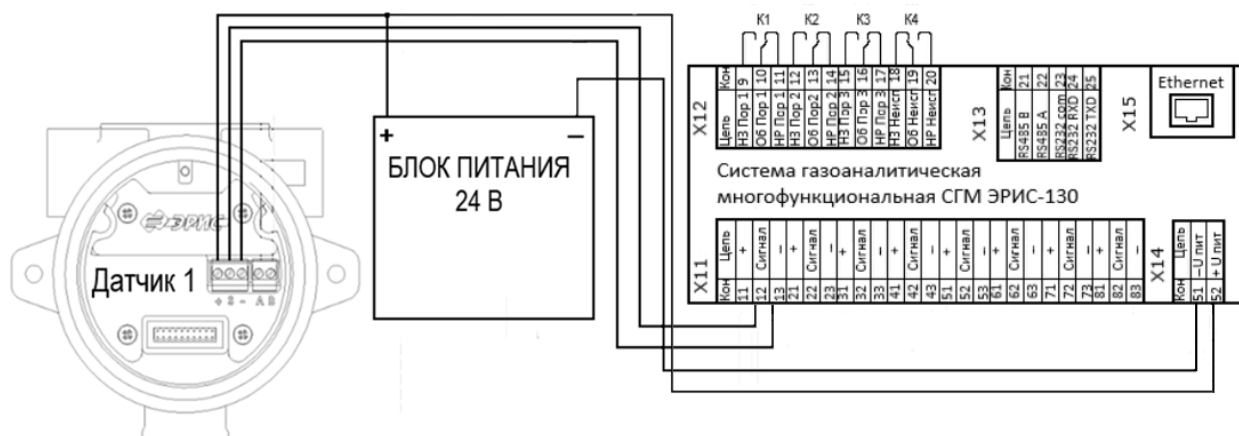 К1 К2 К3 К4
X12
Кон 9 10 11 12 13 14 15 16 17 18 19 20
Цепь НЗ Пор 1 Об Пор 1 НР Пор 1 НЗ Пор 2 Об Пор2 НР Пор 2 НЗ Пор 3 Об Пор 3 НР Пор 3 НЗ Неисп Об Неисп НР Неисп
X13
Кон 21 22 23 24 25
Цепь RS485 B RS485 A RS232 com RS232 RXD RS232 TXD
X15
Ethernet
+ −
БЛОК ПИТАНИЯ
24 В
Система газоаналитическая
многофункциональная СГМ ЭРИС-130
ЭРИС
Датчик 1
+ S - A B
X11
Цепь + Сигнал − + Сигнал − + Сигнал − + Сигнал − + Сигнал − + Сигнал − + Сигнал − + Сигнал −
Кон 11 12 13 21 22 23 31 32 33 41 42 43 51 52 53 61 62 63 71 72 73 81 82 83
X14
Цепь −U пит + U пит
Кон 51 52